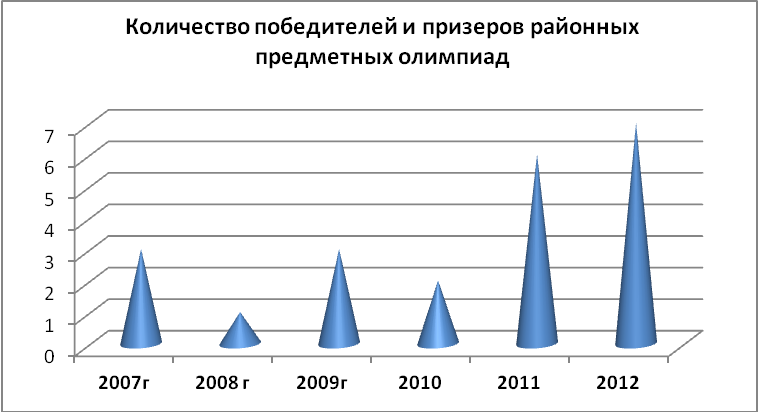 Количество победителей и призеров районных
предметных олимпиад
7
6
5
4
3
2
1
0
2007г 2008 г 2009г 2010 2011 2012